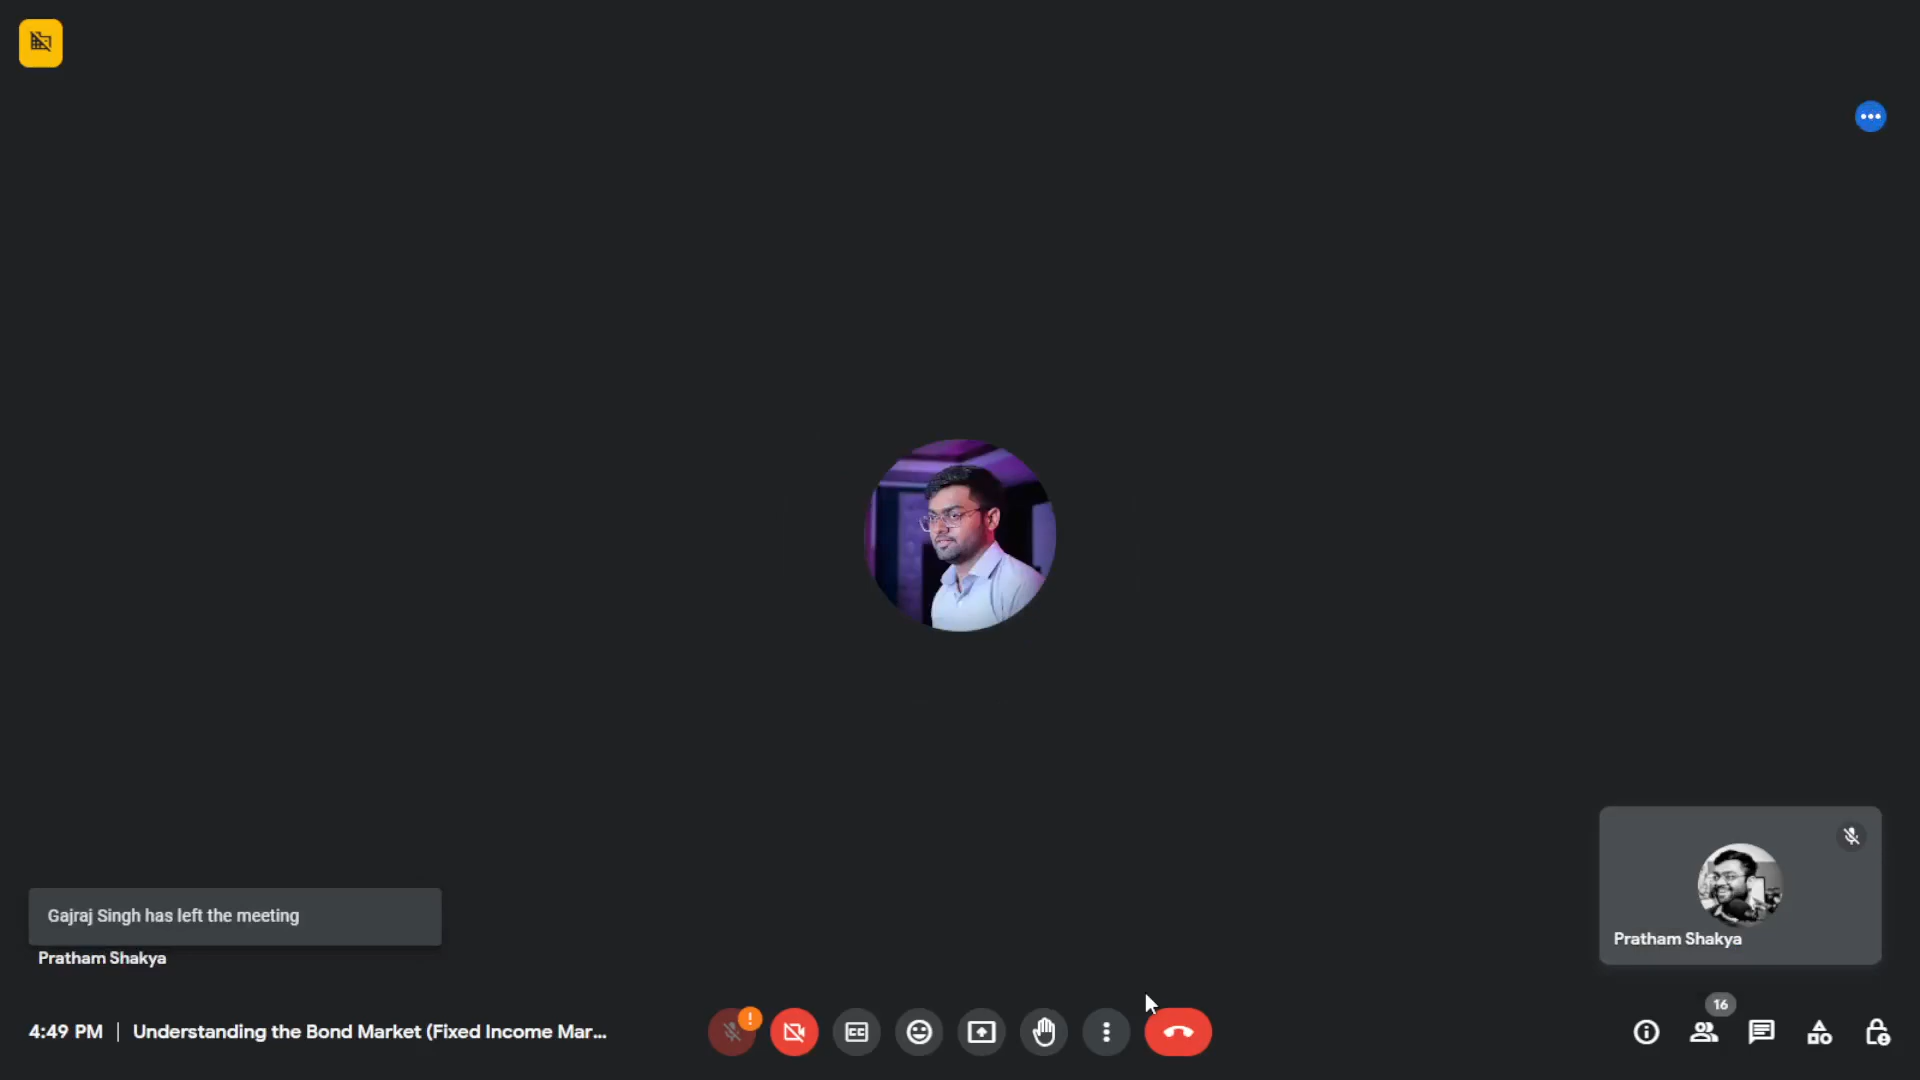 Gajraj Singh has left the meeting
Pratham Shakya
Pratham Shakya
16
4:49 PM | Understanding the Bond Market (Fixed Income Mar...